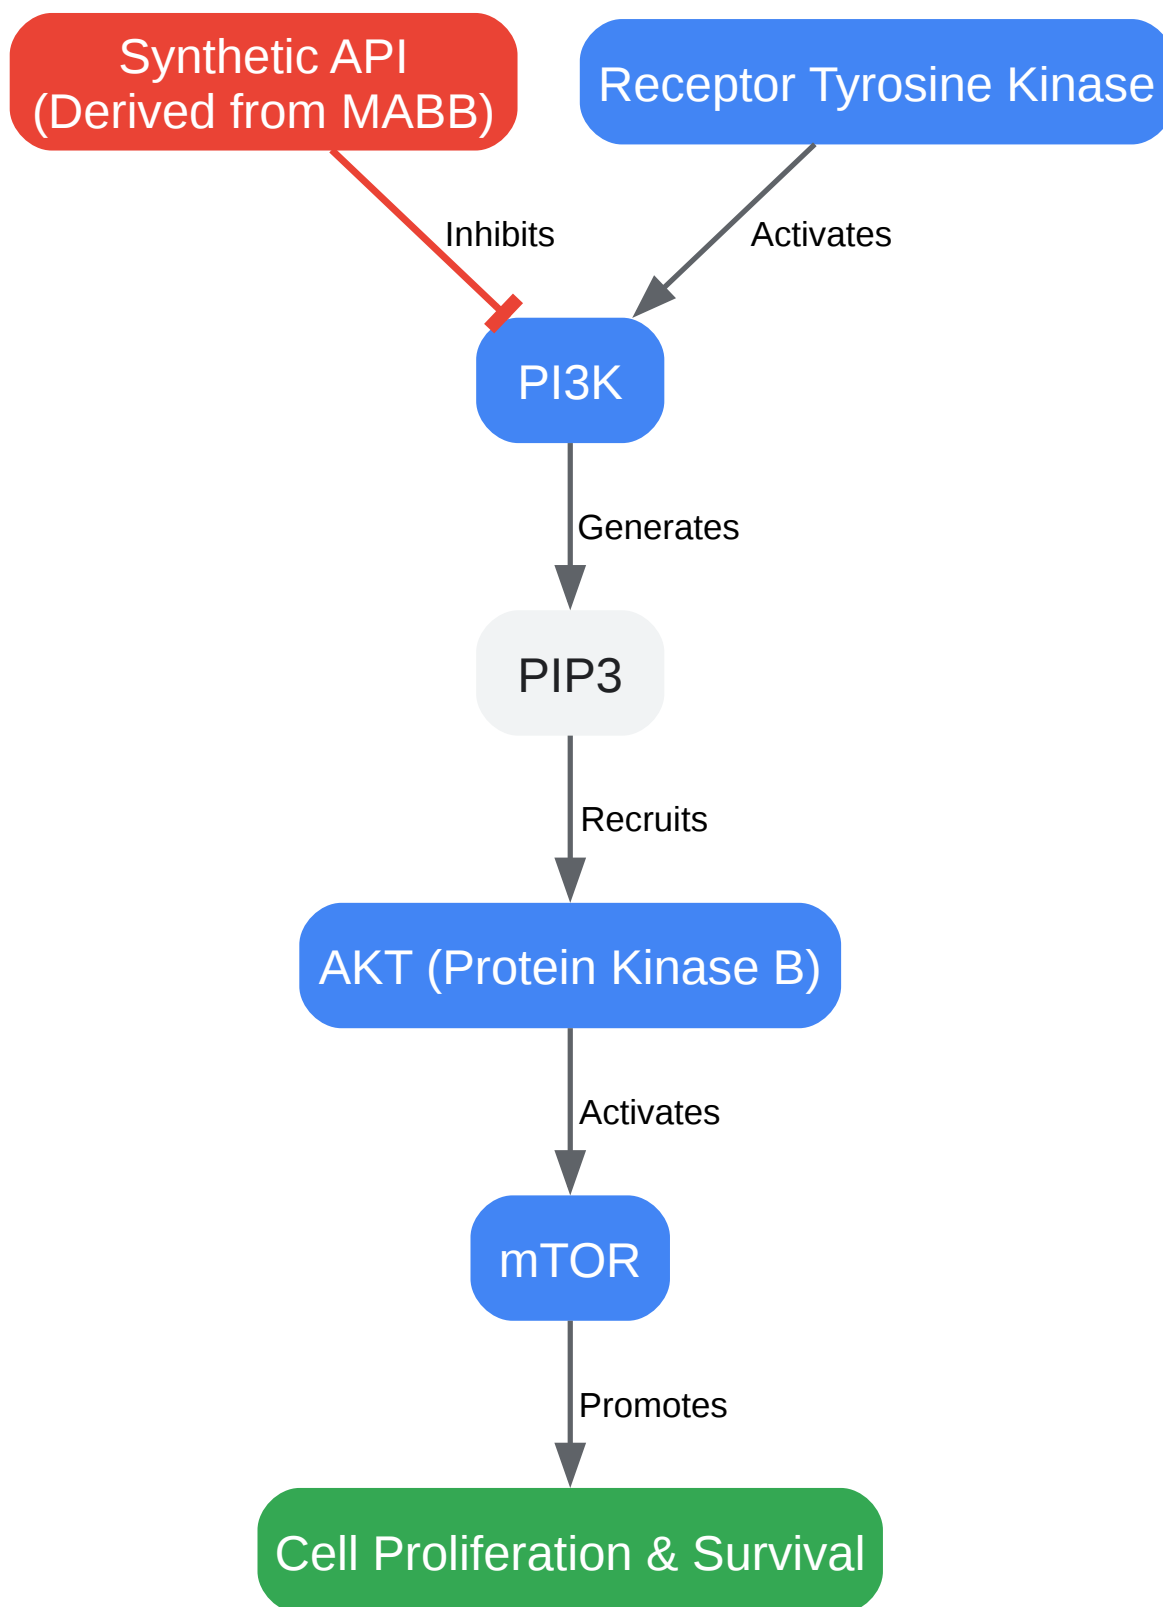 Synthetic API
(Derived from MABB)
Receptor Tyrosine Kinase
Inhibits
Activates
PI3K
Generates
PIP3
Recruits
AKT (Protein Kinase B)
Activates
mTOR
Promotes
Cell Proliferation & Survival